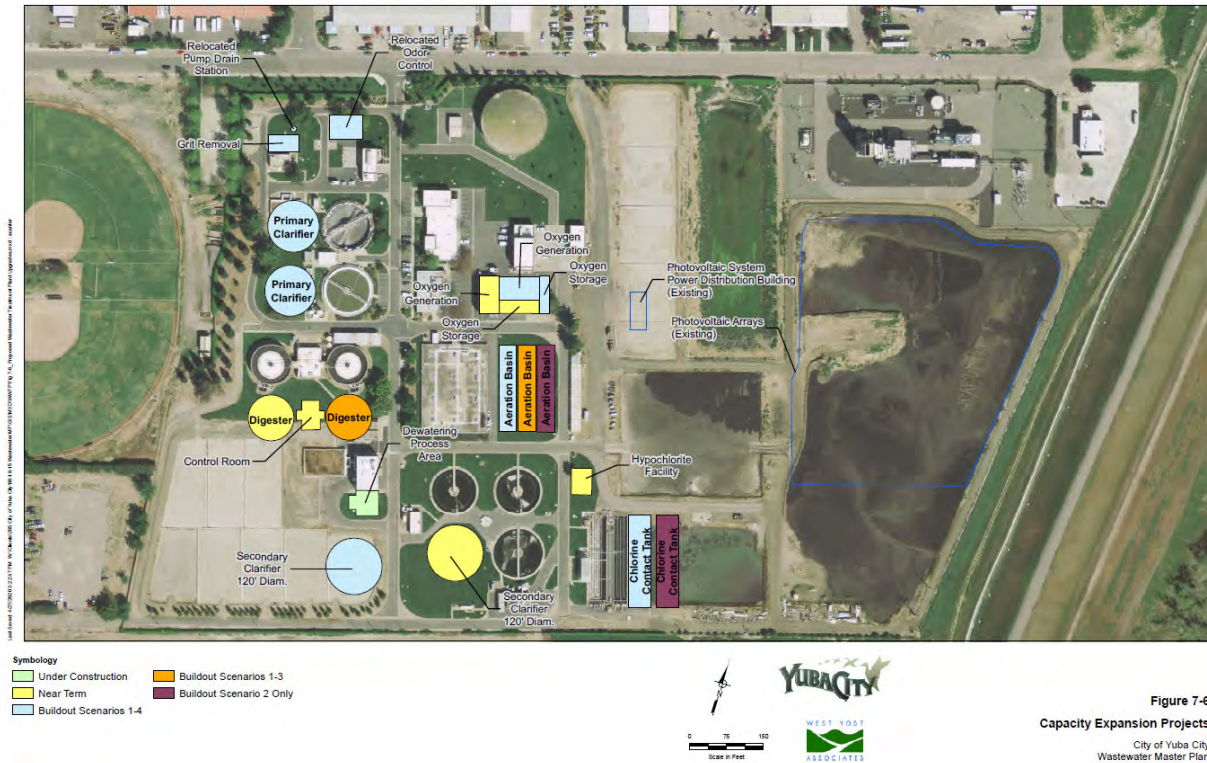 Relocated
Pump Drain
Station
Relocated
Odor
Control
Grit Removal
Primary
Clarifier
Primary
Clarifier
Oxygen
Generation
Oxygen
Storage
Oxygen
Generation
Oxygen
Storage
Photovoltaic System
Power Distribution Building
(Existing)
Photovoltaic Arrays
(Existing)
Aeration Basin
Aeration Basin
Aeration Basin
Digester
Digester
Control Room
Dewatering
Process
Area
Hypochlorite
Facility
Secondary
Clarifier
120' Diam.
Secondary
Clarifier
120' Diam.
Chlorine
Contact Tank
Chlorine
Contact Tank
Symbology
Under Construction
Near Term
Buildout Scenarios 1-4
Buildout Scenarios 1-3
Buildout Scenario 2 Only
N
0 75 150
Scale in Feet
YUBA CITY
WEST YOST
ASSOCIATES
Figure 7-6
Capacity Expansion Projects
City of Yuba City
Wastewater Master Plan